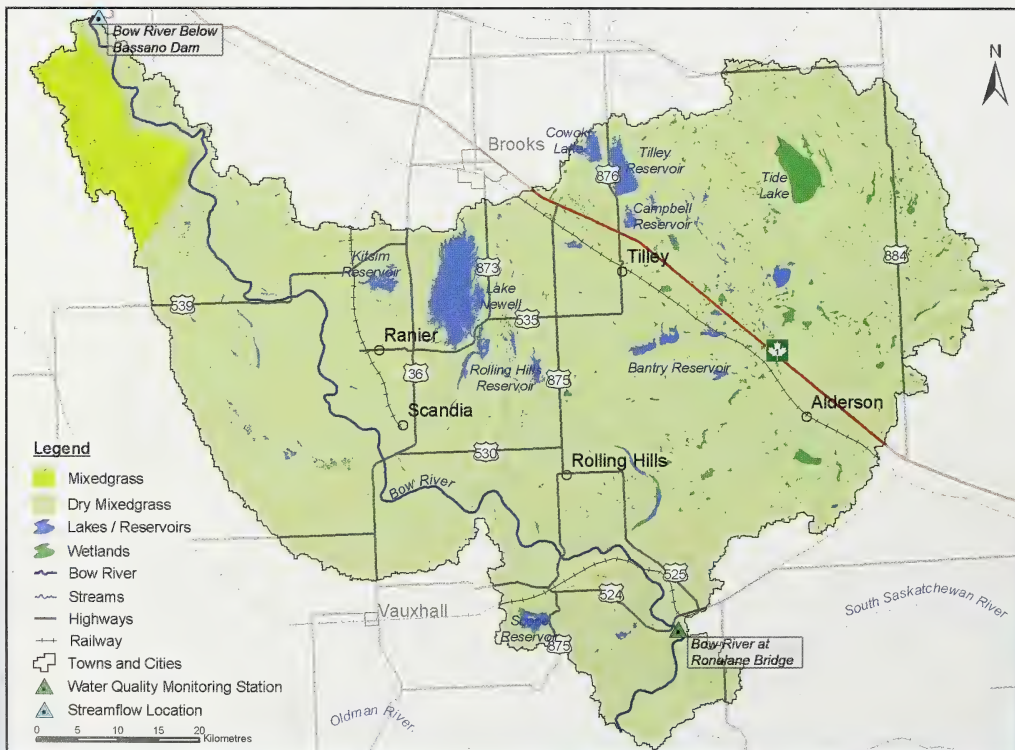 Bow River Below
Bassano Dam
N
Brooks
Cowoki
Lake
Tilley
Reservoir
876
Tide
Lake
Campbell
Reservoir
884
Kitsim
Reservoir
873
Tilley
Lake
Newell
539
535
Ranier
1
36
Rolling Hills
Reservoir
875
Bantry Reservoir
Scandia
Alderson
530
Rolling Hills
Bow River
Legend
Mixedgrass
Dry Mixedgrass
Lakes / Reservoirs
Wetlands
Bow River
Streams
Highways
Railway
Towns and Cities
Water Quality Monitoring Station
Streamflow Location
0 5 10 20
Kilometres
525
524
South Saskatchewan River
Vauxhall
Reservoir
875
Bow River at
Ronalane Bridge
Oldman River